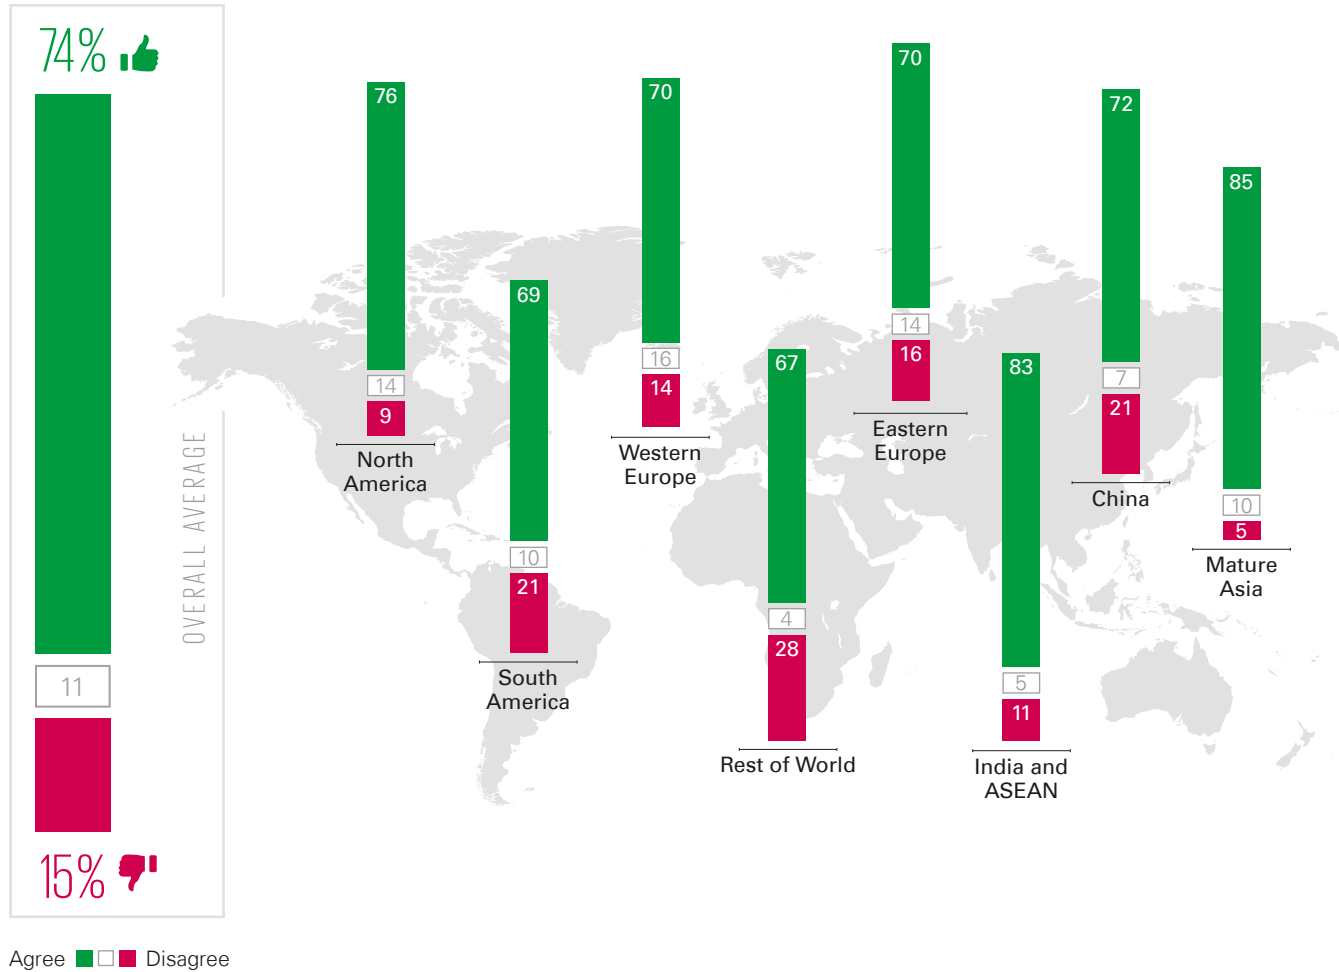 74%
11
15%
OVERALL AVERAGE
76
14
9
North
America
69
10
21
South
America
70
16
14
Western
Europe
67
4
28
Rest of World
70
14
16
Eastern
Europe
83
5
11
India and
ASEAN
72
7
21
China
85
10
5
Mature
Asia
Agree Disagree